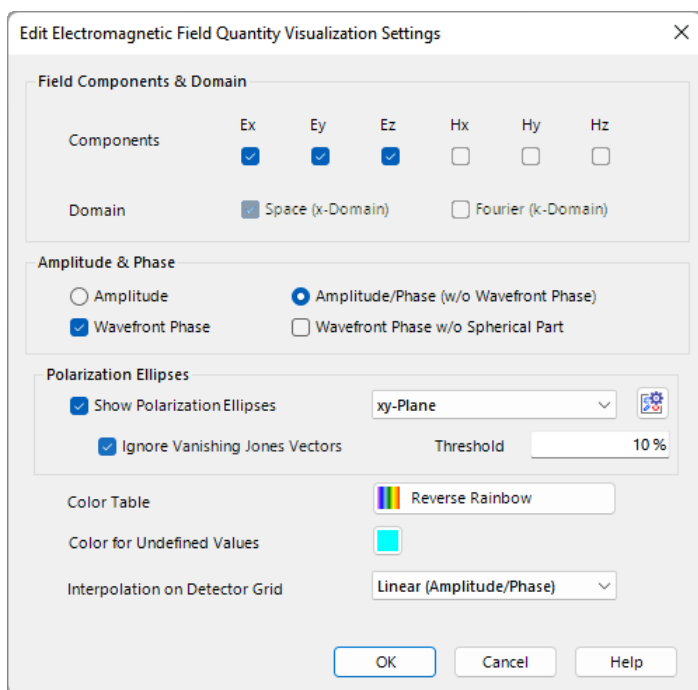 Edit Electromagnetic Field Quantity Visualization Settings
Field Components & Domain
Ex Ey Ez Hx Hy Hz
Components
Domain Space (x-Domain) Fourier (k-Domain)
Amplitude & Phase
Amplitude Amplitude/Phase (w/o Wavefront Phase)
Wavefront Phase Wavefront Phase w/o Spherical Part
Polarization Ellipses
Show Polarization Ellipses xy-Plane
Ignore Vanishing Jones Vectors Threshold 10 %
Color Table Reverse Rainbow
Color for Undefined Values
Interpolation on Detector Grid Linear (Amplitude/Phase)
OK Cancel Help